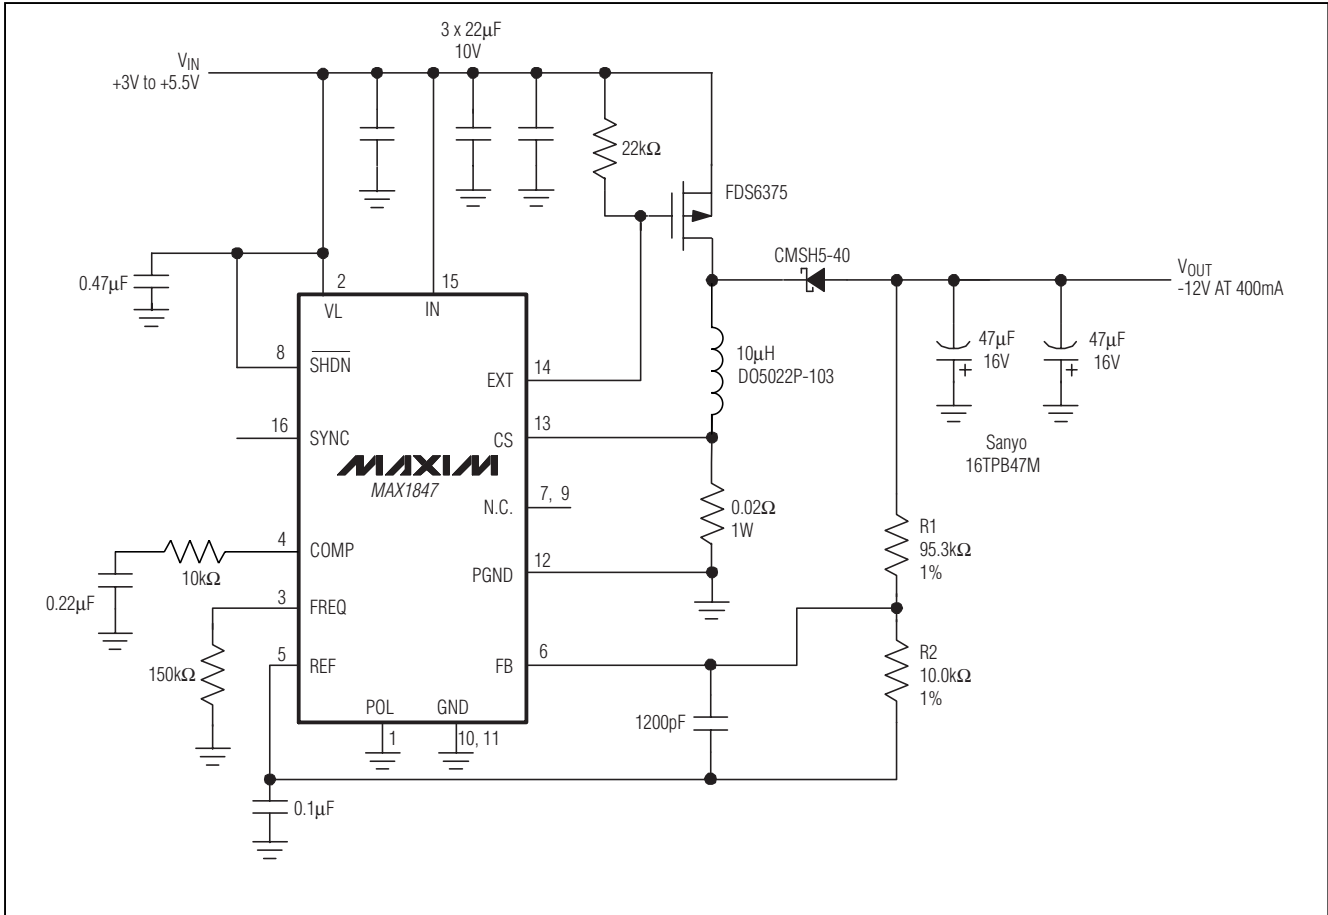 3 x 22µF
10V
VIN
+3V to +5.5V
22kΩ
FDS6375
CMSH5-40
VOUT
-12V AT 400mA
0.47µF
2
15
VL
IN
47µF
16V
47µF
16V
10µH
DO5022P-103
8
SHDN
14
EXT
16
SYNC
13
CS
Sanyo
16TPB47M
MAXIM
MAX1847
7, 9
N.C.
0.02Ω
1W
R1
95.3kΩ
1%
4
COMP
10kΩ
12
PGND
0.22µF
3
FREQ
150kΩ
5
REF
6
FB
R2
10.0kΩ
1%
POL
GND
1
10, 11
1200pF
0.1µF